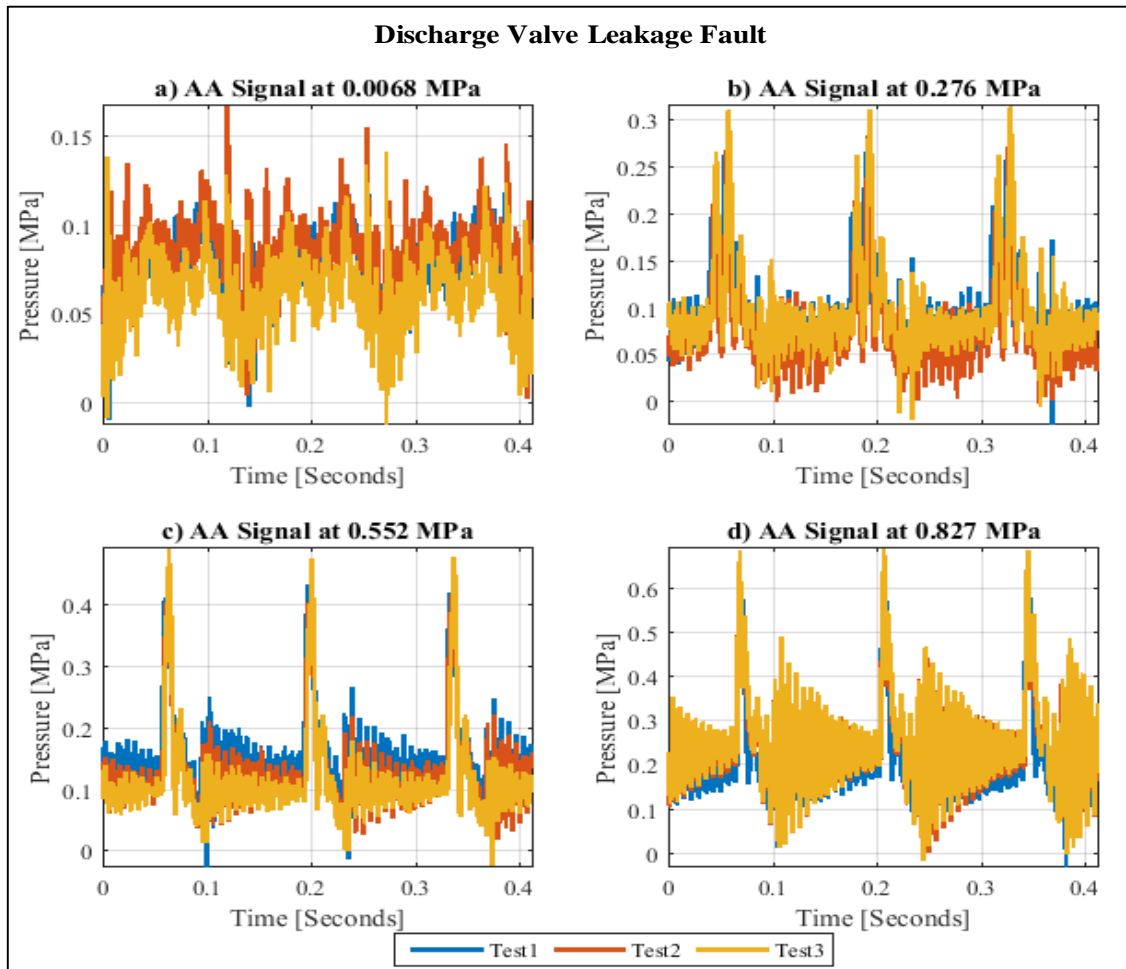 Discharge Valve Leakage Fault
a) AA Signal at 0.0068 MPa
Pressure [MPa]
0.15
0.1
0.05
0
0 0.1 0.2 0.3 0.4
Time [Seconds]
b) AA Signal at 0.276 MPa
Pressure [MPa]
0.3
0.25
0.2
0.15
0.1
0.05
0
0 0.1 0.2 0.3 0.4
Time [Seconds]
c) AA Signal at 0.552 MPa
Pressure [MPa]
0.4
0.3
0.2
0.1
0
0 0.1 0.2 0.3 0.4
Time [Seconds]
d) AA Signal at 0.827 MPa
Pressure [MPa]
0.6
0.5
0.4
0.3
0.2
0.1
0
0 0.1 0.2 0.3 0.4
Time [Seconds]
Test1 Test2 Test3